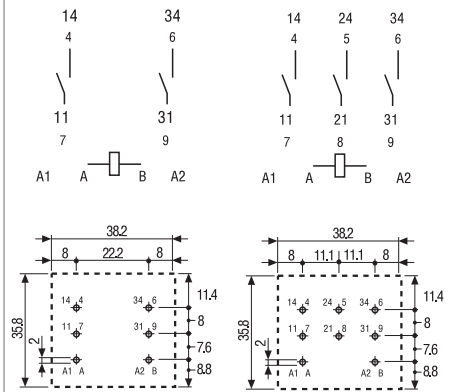 14 34
4 6
11 31
7 9
A1 A B A2
14 24 34
4 5 6
11 21 31
7 8 9
A1 A B A2
38.2
8 22.2 8
35.8
2
14 4 34 6
11 7 31 9
A1 A A2 B
11.4
8
7.6
8.8
38.2
8 11.1 11.1 8
35.8
2
14 4 24 5 34 6
11 7 21 8 31 9
A1 A A2 B
11.4
8
7.6
8.8